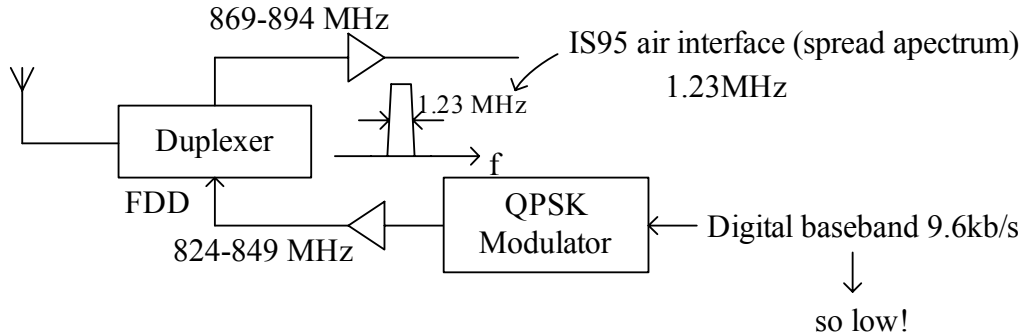 869-894 MHz
IS95 air interface (spread apectrum)
1.23MHz
1.23 MHz
Duplexer
f
FDD
QPSK
Modulator
824-849 MHz
Digital baseband 9.6kb/s
so low!